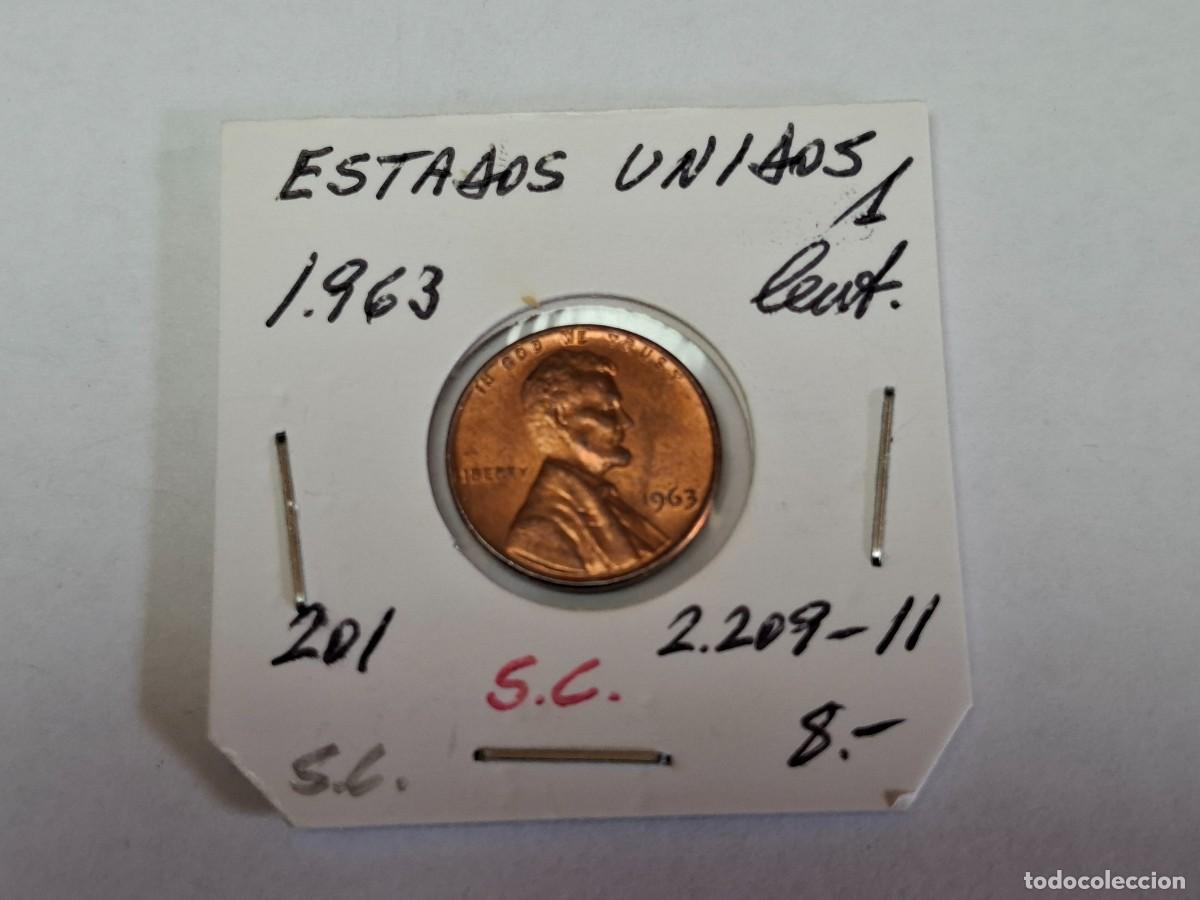 ESTADOS UNIDOS
1
1.963
Cent.
IN GOD WE TRUST
LIBERTY
1963
201
2.209-11
S.C.
8.-
S.C.
todocoleccion